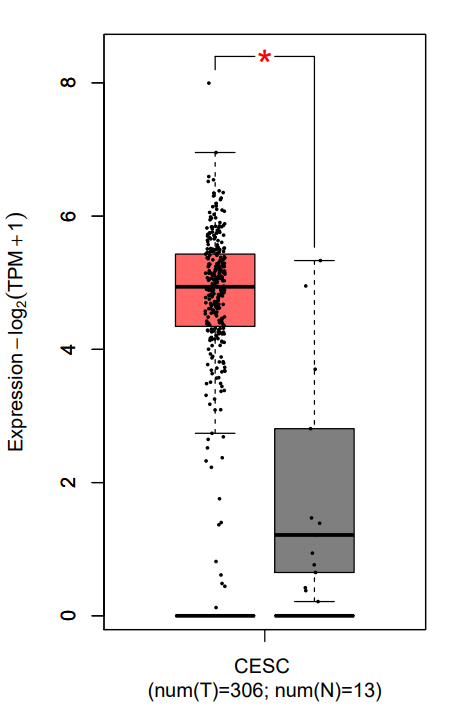 *
8
6
4
2
0
Expression – log₂(TPM + 1)
CESC
(num(T)=306; num(N)=13)